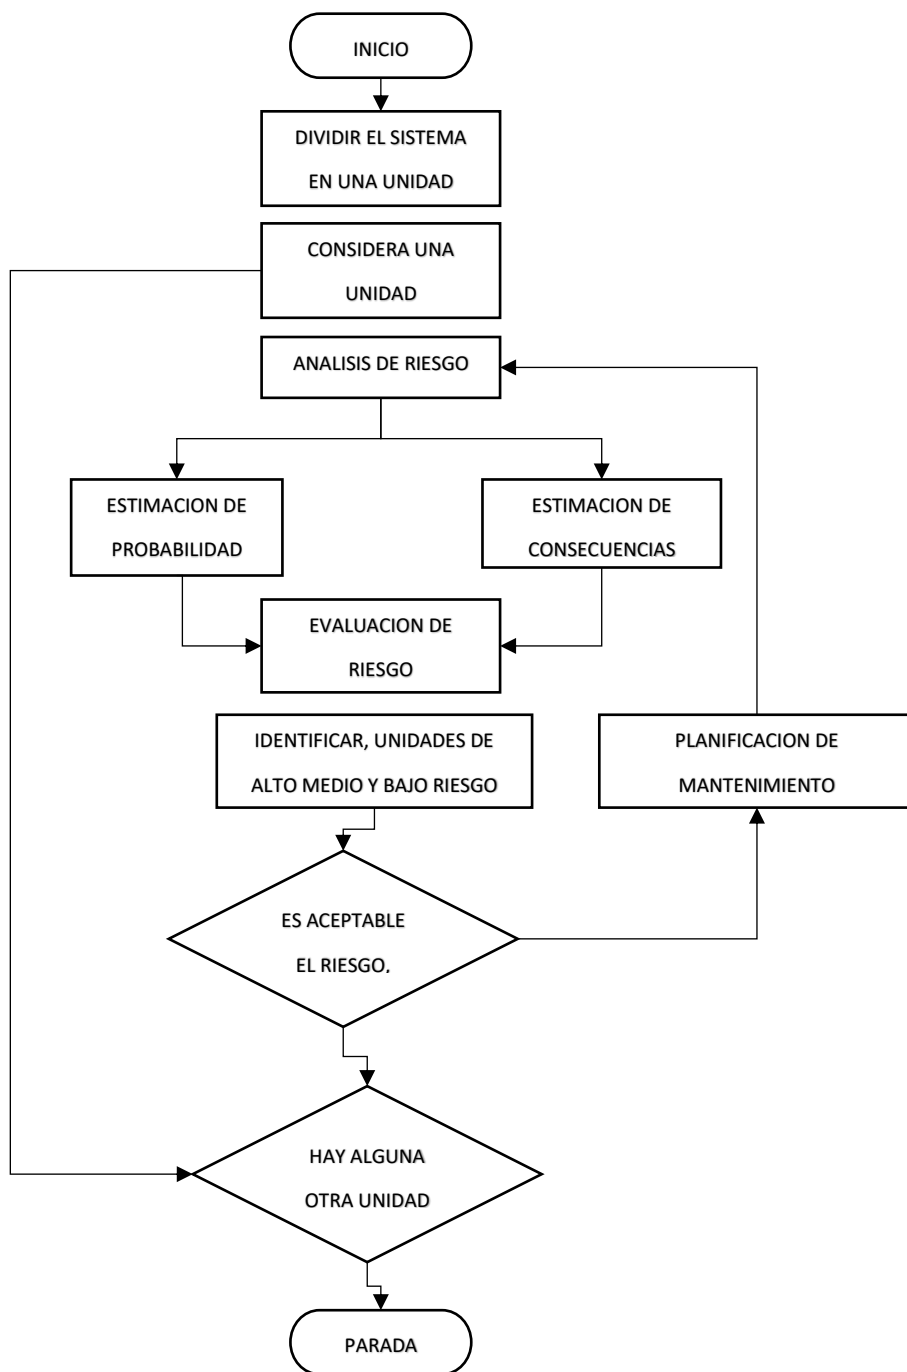 INICIO
DIVIDIR EL SISTEMA
EN UNA UNIDAD
CONSIDERA UNA
UNIDAD
ANALISIS DE RIESGO
ESTIMACION DE
PROBABILIDAD
ESTIMACION DE
CONSECUENCIAS
EVALUACION DE
RIESGO
IDENTIFICAR, UNIDADES DE
ALTO MEDIO Y BAJO RIESGO
PLANIFICACION DE
MANTENIMIENTO
ES ACEPTABLE
EL RIESGO.
HAY ALGUNA
OTRA UNIDAD
PARADA